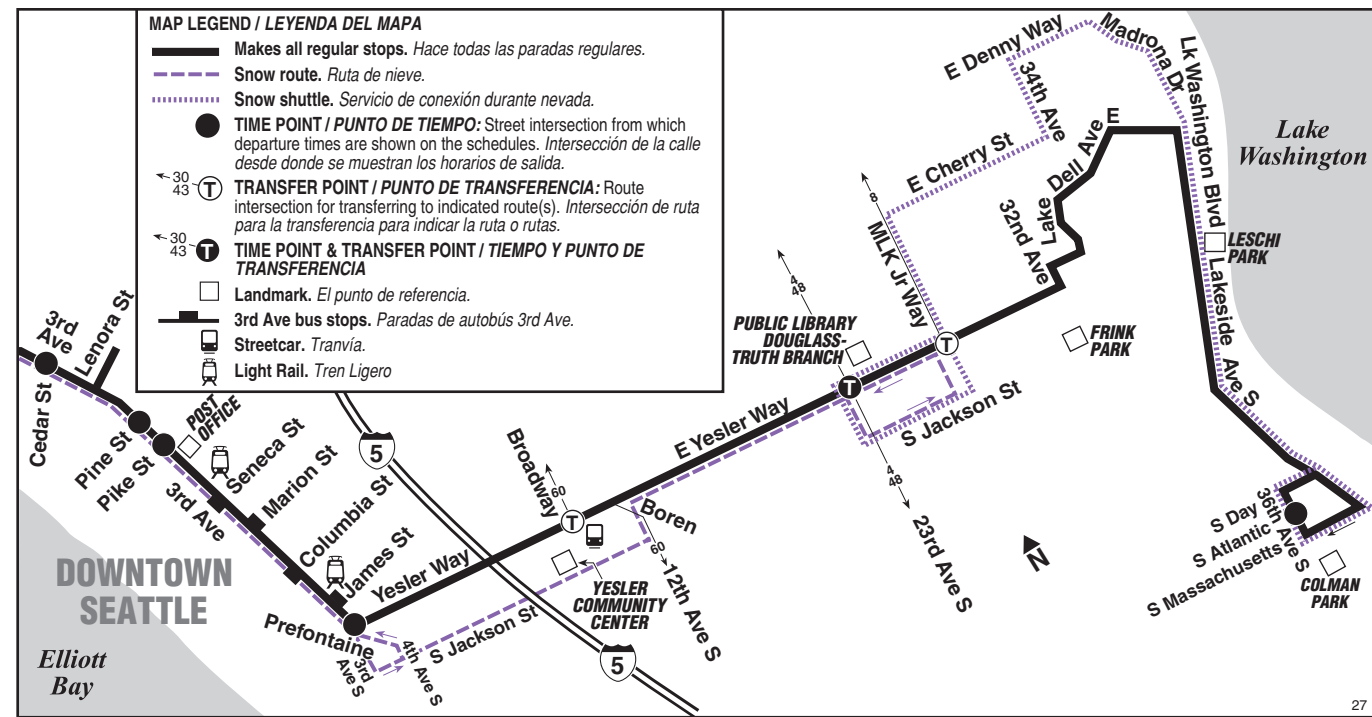 MAP LEGEND / LEYENDA DEL MAPA
Makes all regular stops. Hace todas las paradas regulares.
Snow route. Ruta de nieve.
Snow shuttle. Servicio de conexión durante nevada.
TIME POINT / PUNTO DE TIEMPO: Street intersection from which
departure times are shown on the schedules. Intersección de la calle
desde donde se muestran los horarios de salida.
30
43
T
TRANSFER POINT / PUNTO DE TRANSFERENCIA: Route
intersection for transferring to indicated route(s). Intersección de ruta
para la transferencia para indicar la ruta o rutas.
30
43
T
TIME POINT & TRANSFER POINT / TIEMPO Y PUNTO DE
TRANSFERENCIA
Landmark. El punto de referencia.
3rd Ave bus stops. Paradas de autobús 3rd Ave.
Streetcar. Tranvía.
Light Rail. Tren Ligero
3rd
Ave
Lenora St
Cedar St
Pine St
Pike St
POST
OFFICE
Seneca St
3rd Ave
Marion St
Columbia St
James St
DOWNTOWN
SEATTLE
Elliott
Bay
Prefontaine
3rd
Ave S
4th Ave S
Yesler Way
S Jackson St
5
5
Broadway
60
T
YESLER
COMMUNITY
CENTER
Boren
60
12th Ave S
E Yesler Way
PUBLIC LIBRARY
DOUGLASS-
TRUTH BRANCH
4
48
T
4
48
23rd Ave S
S Jackson St
8
MLK Jr Way
T
E Cherry St
34th Ave
E Denny Way
Madrona Dr
Lk Washington Blvd
Lake Dell Ave E
32nd Ave
Lake
Washington
LESCHI
PARK
Lakeside Ave S
FRINK
PARK
N
S Day
S Atlantic
S Massachusetts
36th Ave S
COLMAN
PARK
27